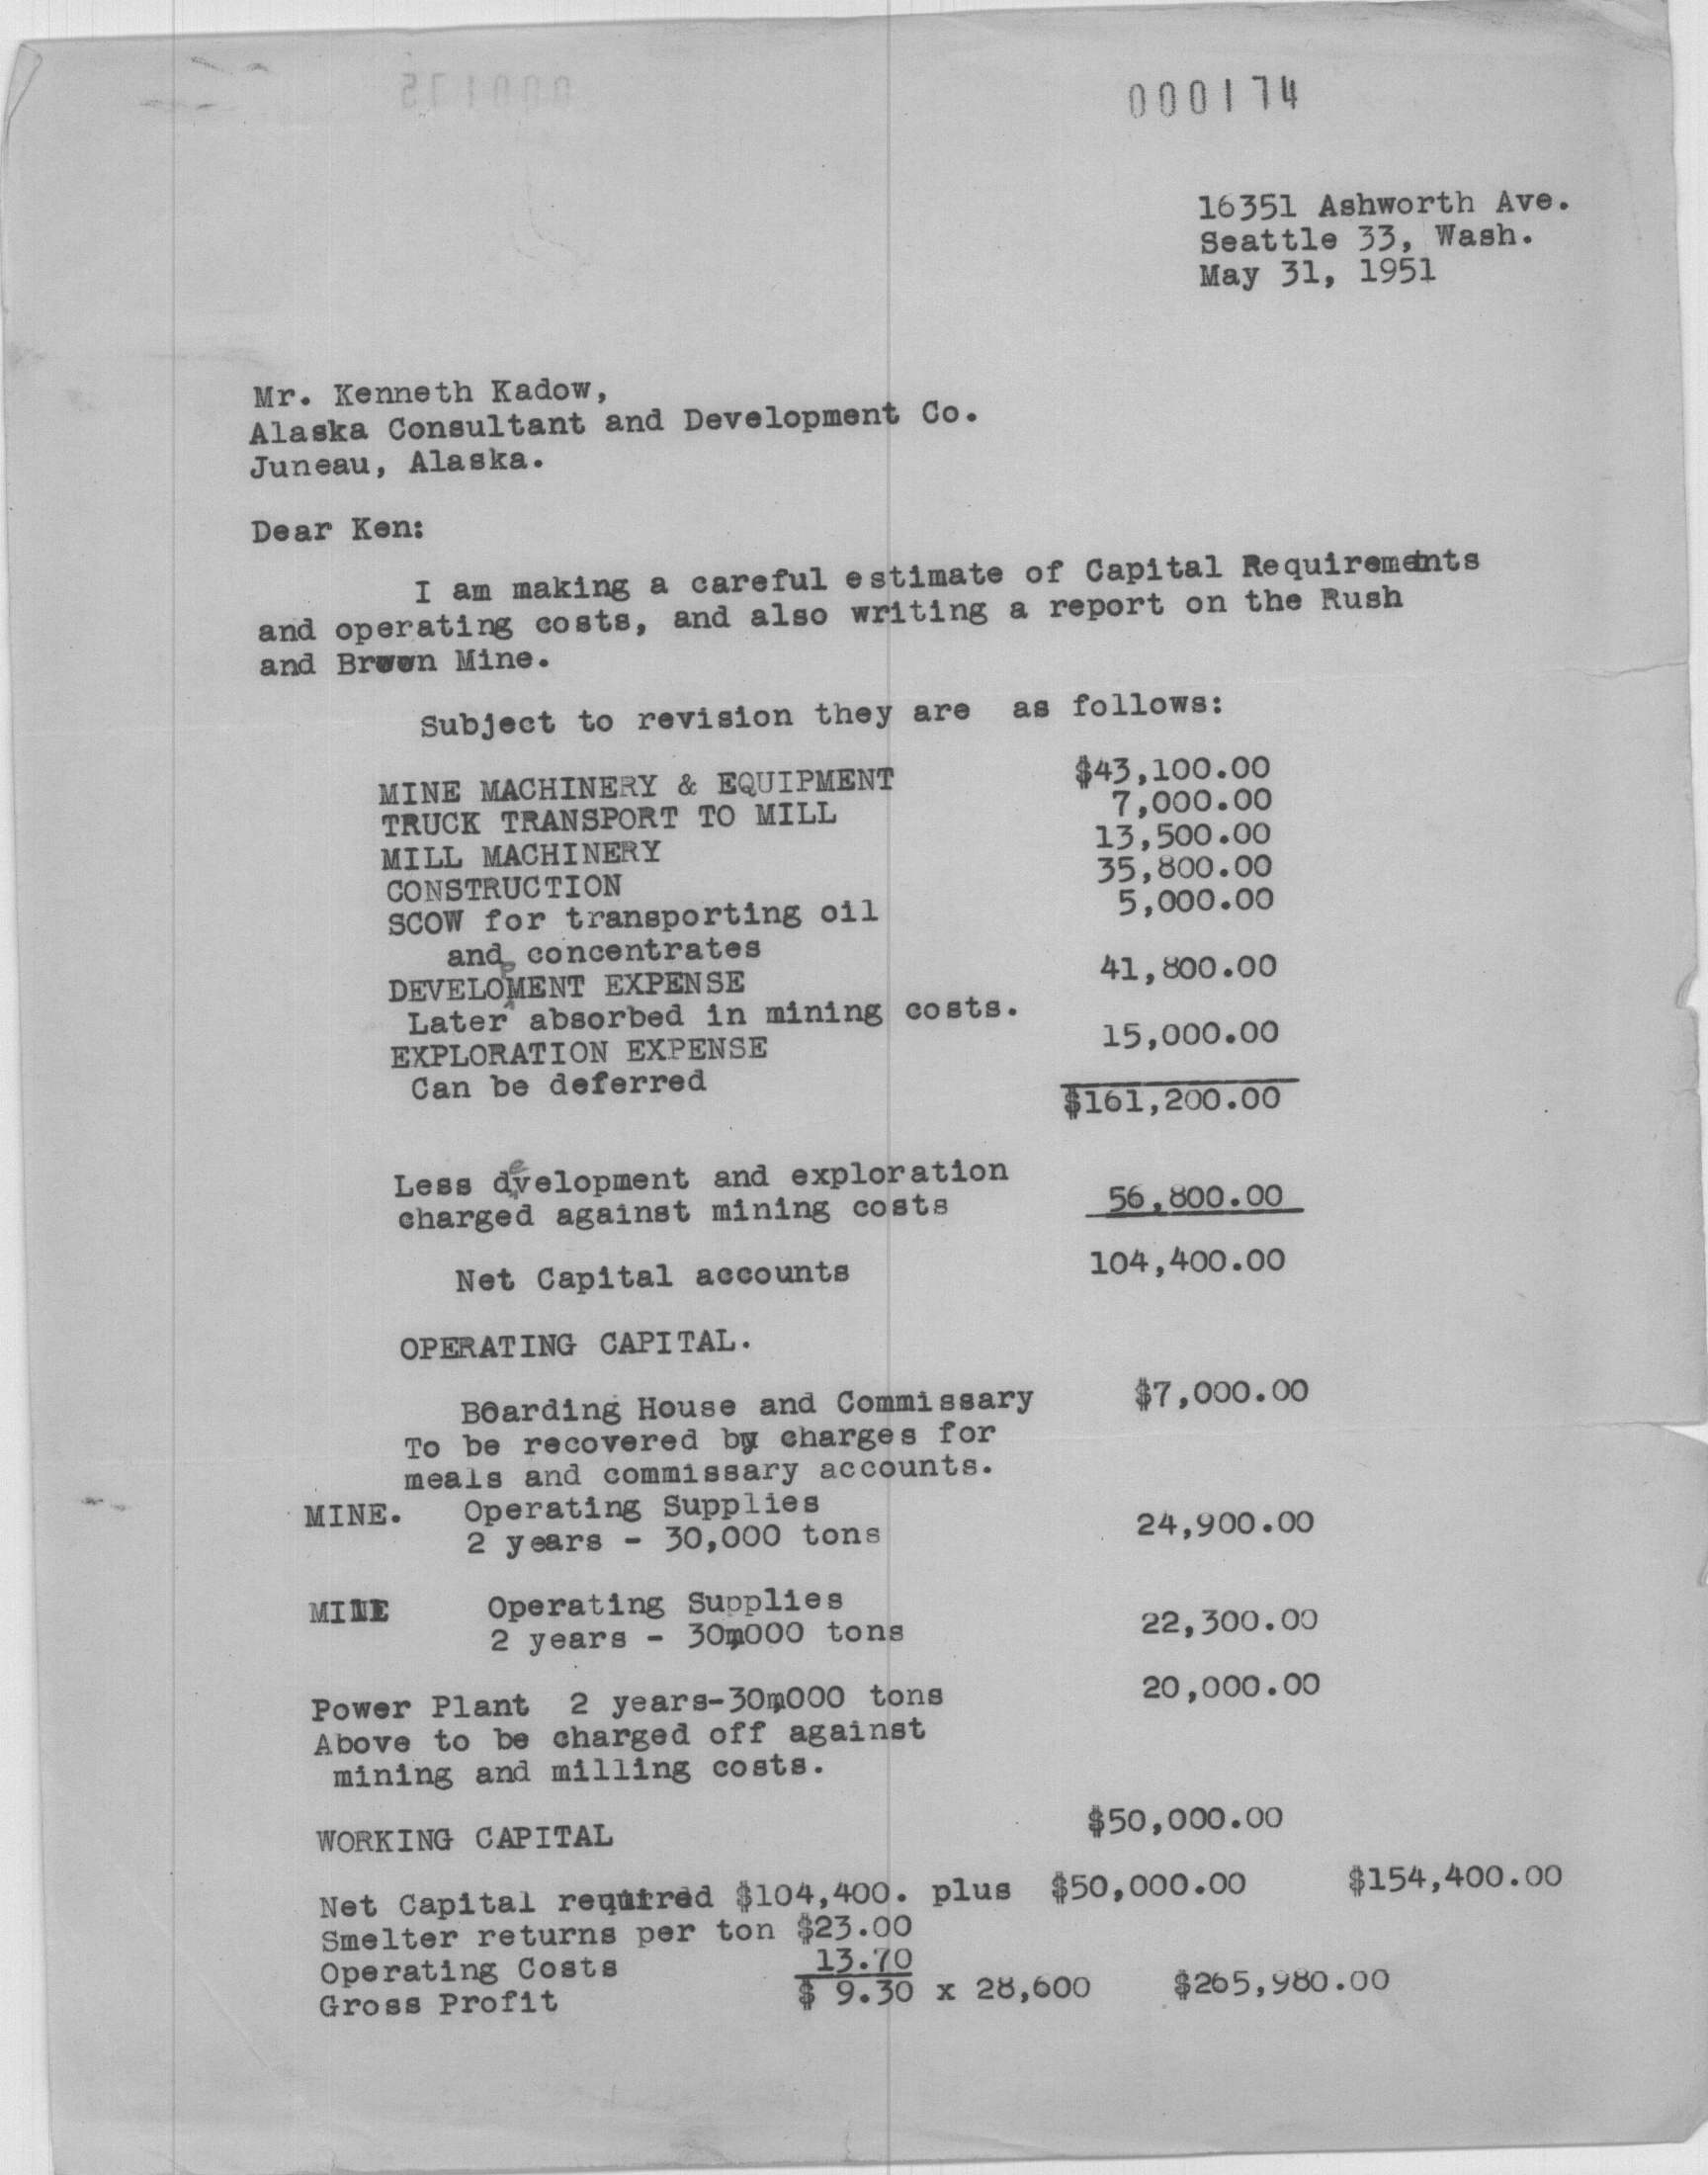 000175
000174
16351 Ashworth Ave.
Seattle 33, Wash.
May 31, 1951
Mr. Kenneth Kadow,
Alaska Consultant and Development Co.
Juneau, Alaska.
Dear Ken:
I am making a careful estimate of Capital Requirements
and operating costs, and also writing a report on the Rush
and Brown Mine.
Subject to revision they are as follows:
MINE MACHINERY & EQUIPMENT $43,100.00
TRUCK TRANSPORT TO MILL 7,000.00
MILL MACHINERY 13,500.00
CONSTRUCTION 35,800.00
SCOW for transporting oil 5,000.00
and concentrates
DEVELOPMENT EXPENSE 41,800.00
Later absorbed in mining costs.
EXPLORATION EXPENSE 15,000.00
Can be deferred
$161,200.00
Less development and exploration
charged against mining costs 56,800.00
Net Capital accounts 104,400.00
OPERATING CAPITAL.
BOarding House and Commissary $7,000.00
To be recovered by charges for
meals and commissary accounts.
MINE. Operating Supplies
2 years - 30,000 tons 24,900.00
Operating Supplies
2 years - 30,000 tons 22,300.00
Power Plant 2 years-30,000 tons 20,000.00
Above to be charged off against
mining and milling costs.
WORKING CAPITAL $50,000.00
Net Capital required $104,400. plus $50,000.00 $154,400.00
Smelter returns per ton $23.00
Operating Costs 13.70
Gross Profit $ 9.30 x 28,600 $265,980.00